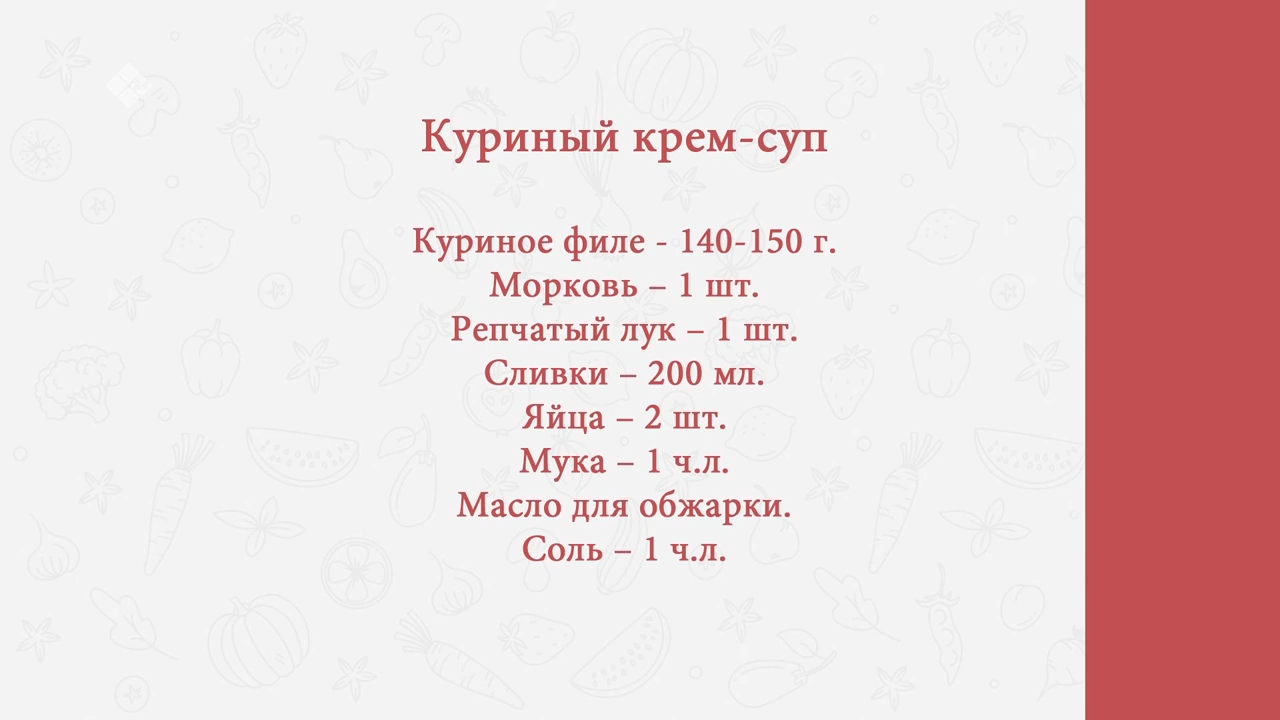 Куриный крем-суп
Куриное филе - 140-150 г.
Морковь – 1 шт.
Репчатый лук – 1 шт.
Сливки – 200 мл.
Яйца – 2 шт.
Мука – 1 ч.л.
Масло для обжарки.
Соль – 1 ч.л.